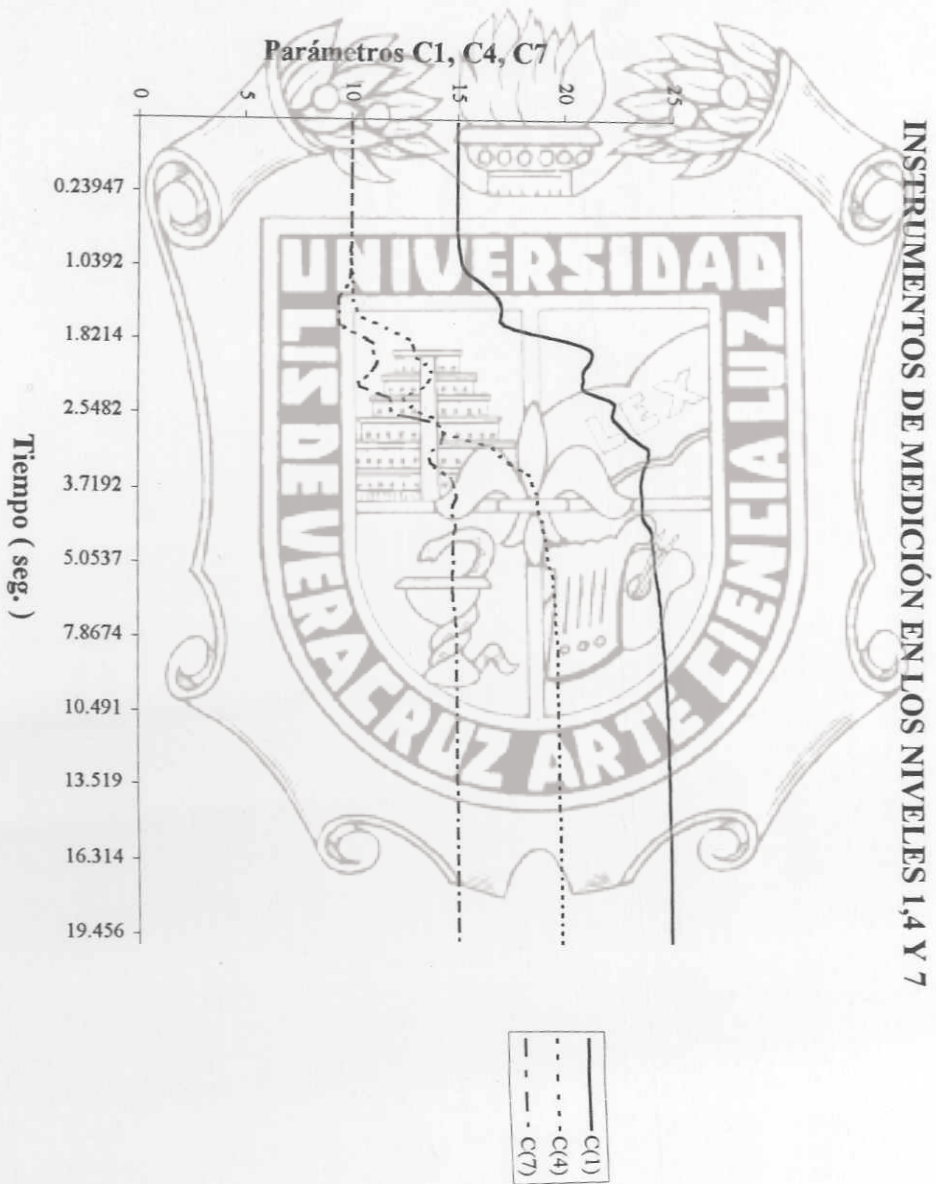 INSTRUMENTOS DE MEDICIÓN EN LOS NIVELES 1,4 Y 7
Parámetros C1, C4, C7
25
20
15
10
5
0
0.23947
1.0392
1.8214
2.5482
3.7192
5.0537
7.8674
10.491
13.519
16.314
19.456
Tiempo ( seg. )
C(1)
C(4)
C(7)
UNIVERSIDAD
LIS DE VERACRUZ ARTE CIENCIA LUZ
LEX